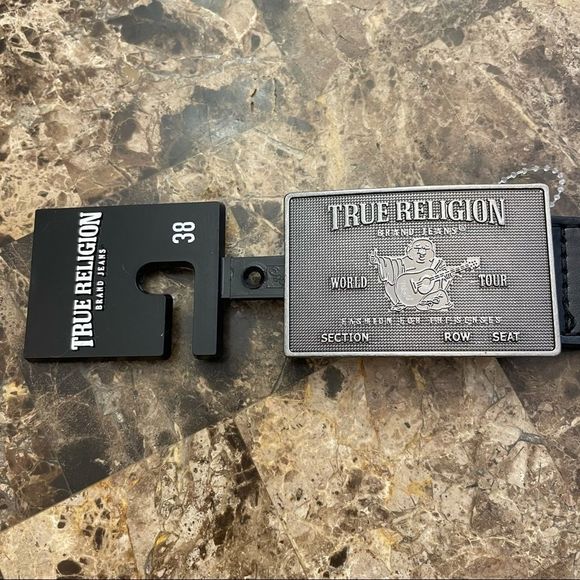 TRUE RELIGION
BRAND JEANS
38
TRUE RELIGION
BRAND JEANS®
WORLD TOUR
SECTION ROW SEAT